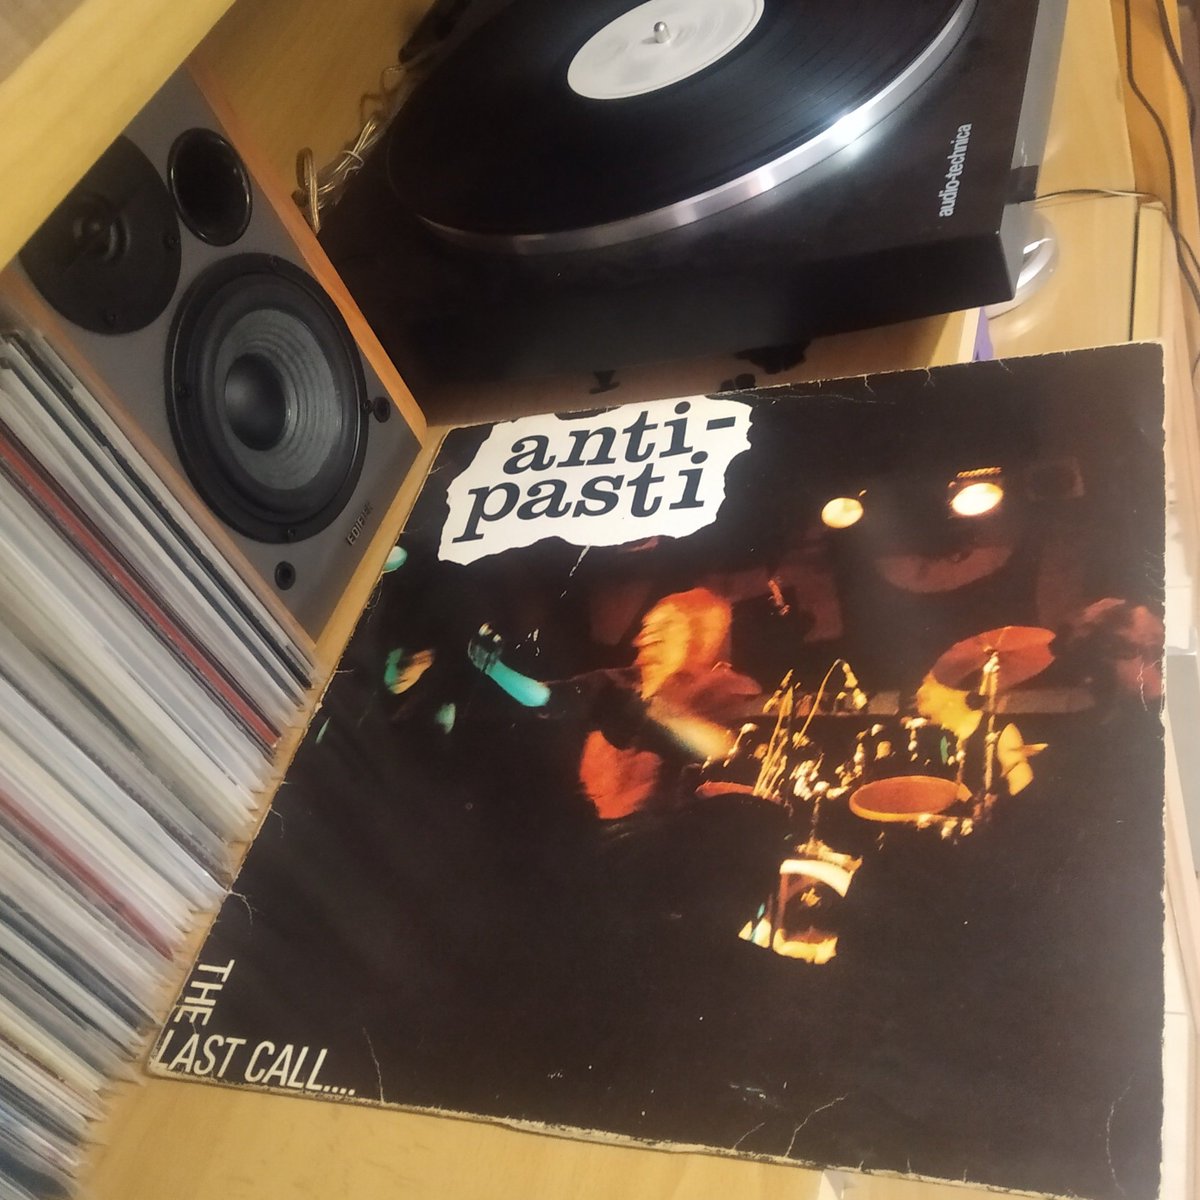 audio-technica
EDIFIER
anti-
pasti
THE
LAST CALL....